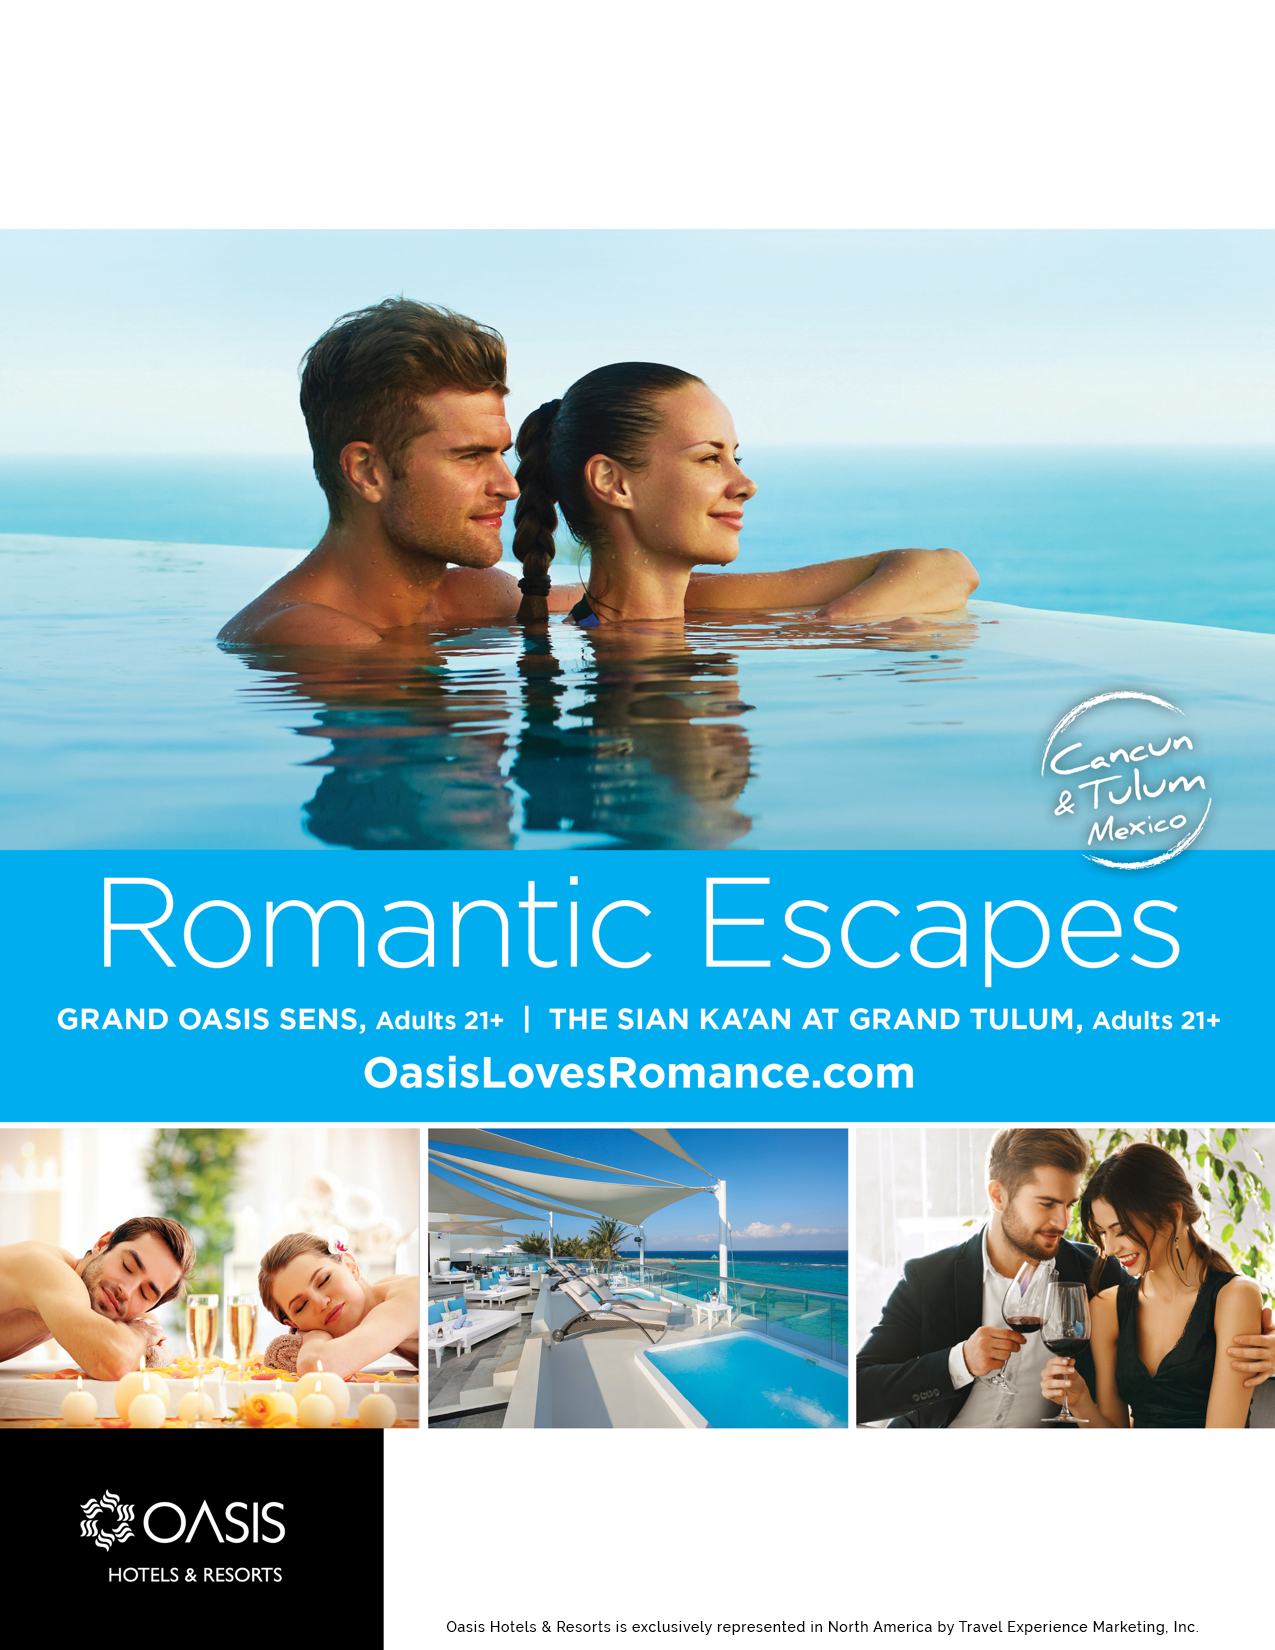 Cancun
& Tulum
Mexico
Romantic Escapes
GRAND OASIS SENS, Adults 21+ | THE SIAN KA'AN AT GRAND TULUM, Adults 21+
OasisLovesRomance.com
OASIS
HOTELS & RESORTS
Oasis Hotels & Resorts is exclusively represented in North America by Travel Experience Marketing, Inc.